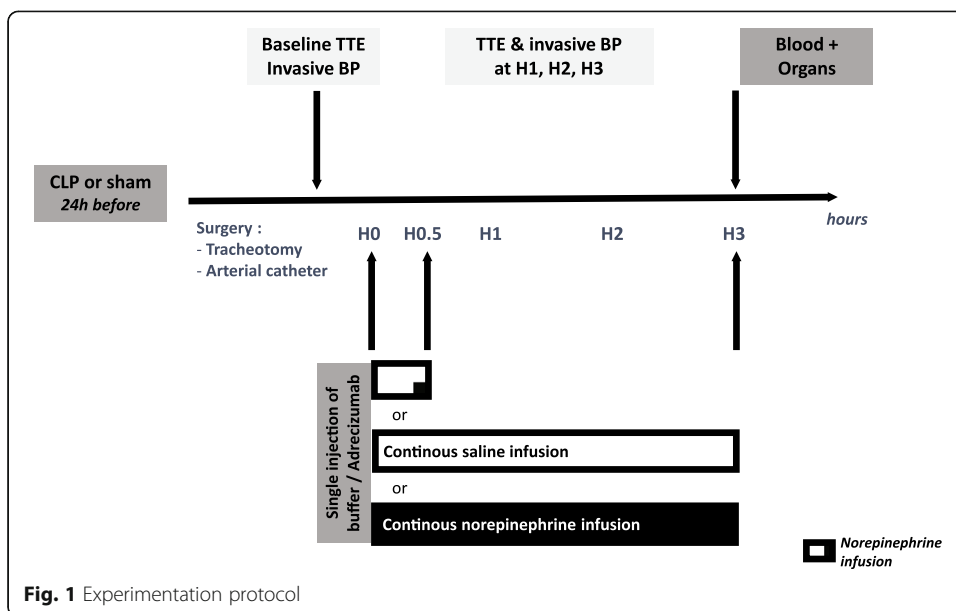 Baseline TTE
Invasive BP
TTE & invasive BP
at H1, H2, H3
Blood +
Organs
CLP or sham
24h before
hours
Surgery :
- Tracheotomy
- Arterial catheter
H0
H0.5
H1
H2
H3
Single injection of
buffer / Adrecizumab
or
Continous saline infusion
or
Continous norepinephrine infusion
Norepinephrine
infusion
Fig. 1 Experimentation protocol